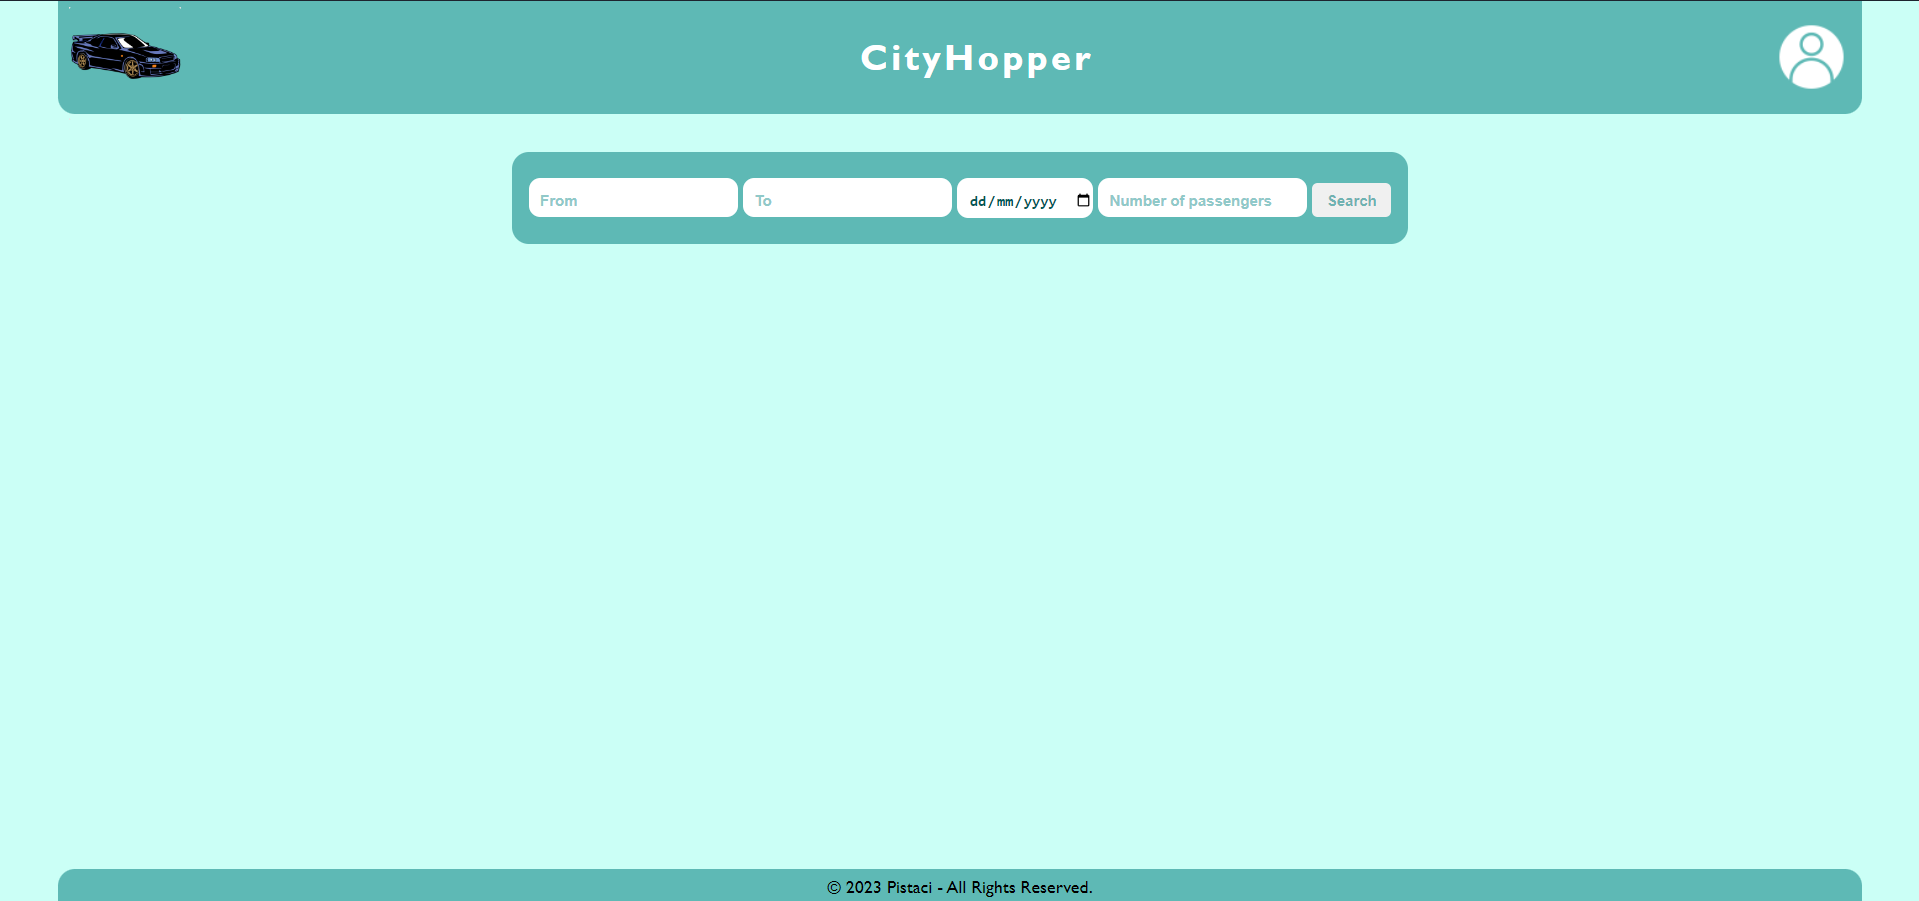 CityHopper
From To dd/mm/yyyy Number of passengers Search
© 2023 Pistaci - All Rights Reserved.